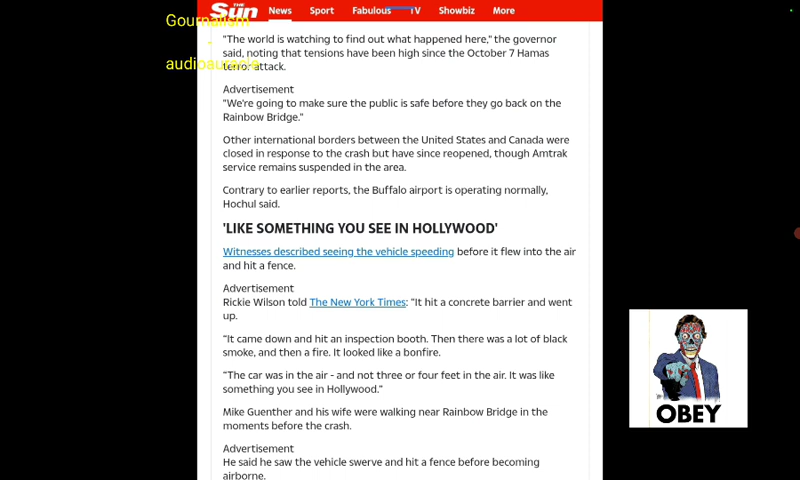 Gournalism
-
audioauracle
THE
Sun
News Sport Fabulous TV Showbiz More
"The world is watching to find out what happened here," the governor
said, noting that tensions have been high since the October 7 Hamas
terror attack.
Advertisement
"We're going to make sure the public is safe before they go back on the
Rainbow Bridge."
Other international borders between the United States and Canada were
closed in response to the crash but have since reopened, though Amtrak
service remains suspended in the area.
Contrary to earlier reports, the Buffalo airport is operating normally,
Hochul said.
'LIKE SOMETHING YOU SEE IN HOLLYWOOD'
Witnesses described seeing the vehicle speeding before it flew into the air
and hit a fence.
Advertisement
Rickie Wilson told The New York Times: "It hit a concrete barrier and went
up.
"It came down and hit an inspection booth. Then there was a lot of black
smoke, and then a fire. It looked like a bonfire.
"The car was in the air - and not three or four feet in the air. It was like
something you see in Hollywood."
Mike Guenther and his wife were walking near Rainbow Bridge in the
moments before the crash.
Advertisement
He said he saw the vehicle swerve and hit a fence before becoming
airborne.
OBEY